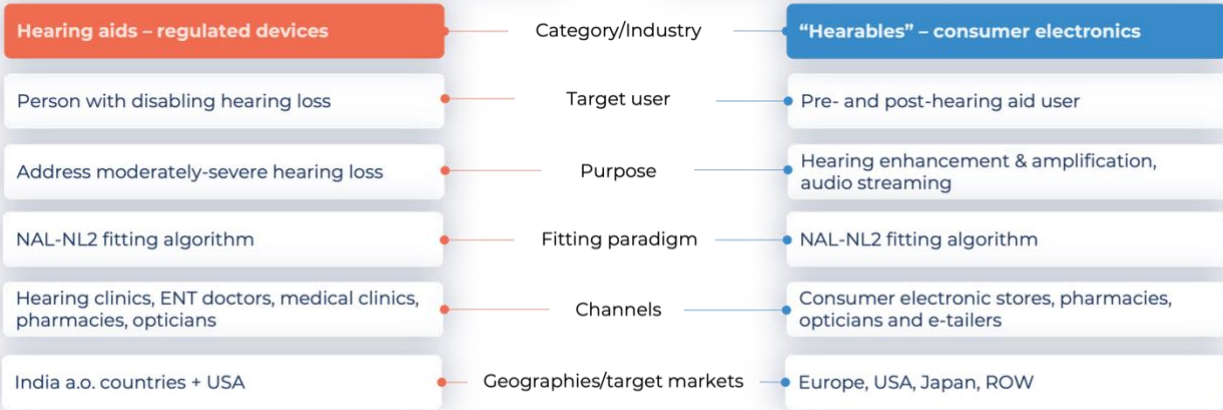 Hearing aids – regulated devices
Category/Industry
“Hearables” – consumer electronics
Person with disabling hearing loss
Target user
Pre- and post-hearing aid user
Address moderately-severe hearing loss
Purpose
Hearing enhancement & amplification,
audio streaming
NAL-NL2 fitting algorithm
Fitting paradigm
NAL-NL2 fitting algorithm
Hearing clinics, ENT doctors, medical clinics,
pharmacies, opticians
Channels
Consumer electronic stores, pharmacies,
opticians and e-tailers
India a.o. countries + USA
Geographies/target markets
Europe, USA, Japan, ROW